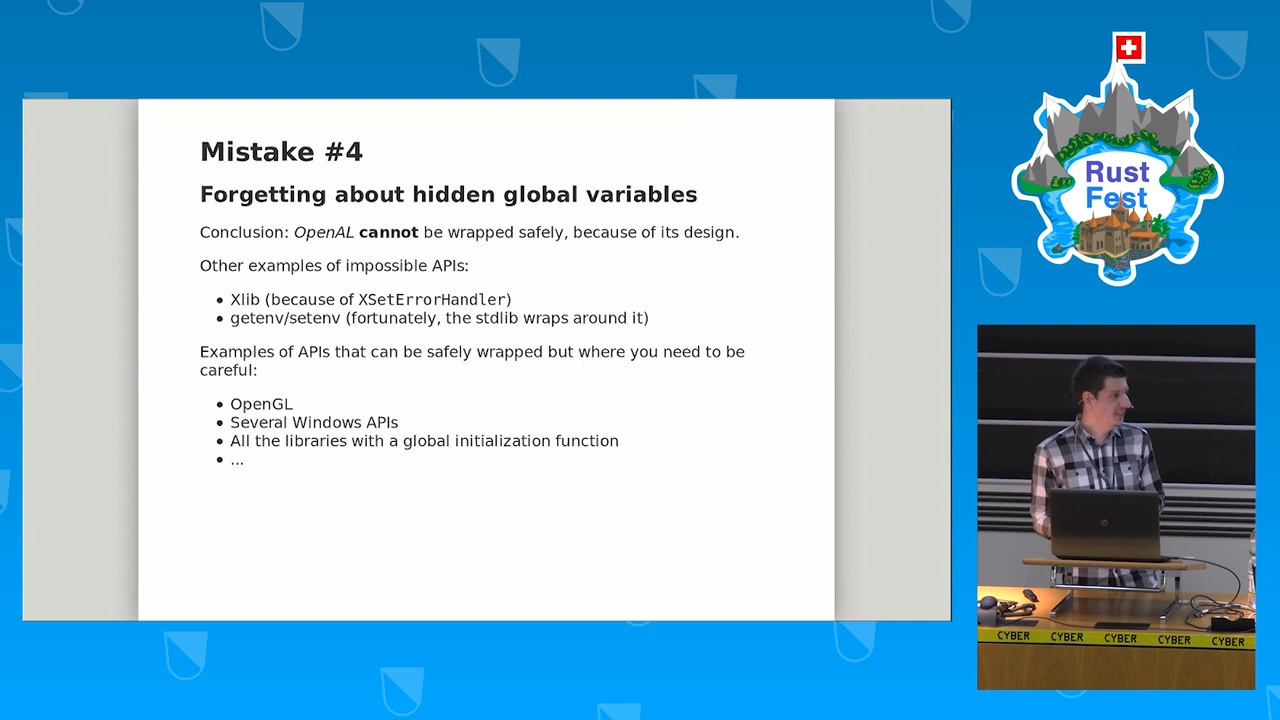 Mistake #4
Forgetting about hidden global variables
Conclusion: OpenAL cannot be wrapped safely, because of its design.
Other examples of impossible APIs:
• Xlib (because of XSetErrorHandler)
• getenv/setenv (fortunately, the stdlib wraps around it)
Examples of APIs that can be safely wrapped but where you need to be
careful:
• OpenGL
• Several Windows APIs
• All the libraries with a global initialization function
• ...
Rust
Fest
CYBER CYBER CYBER CYBER CYBER